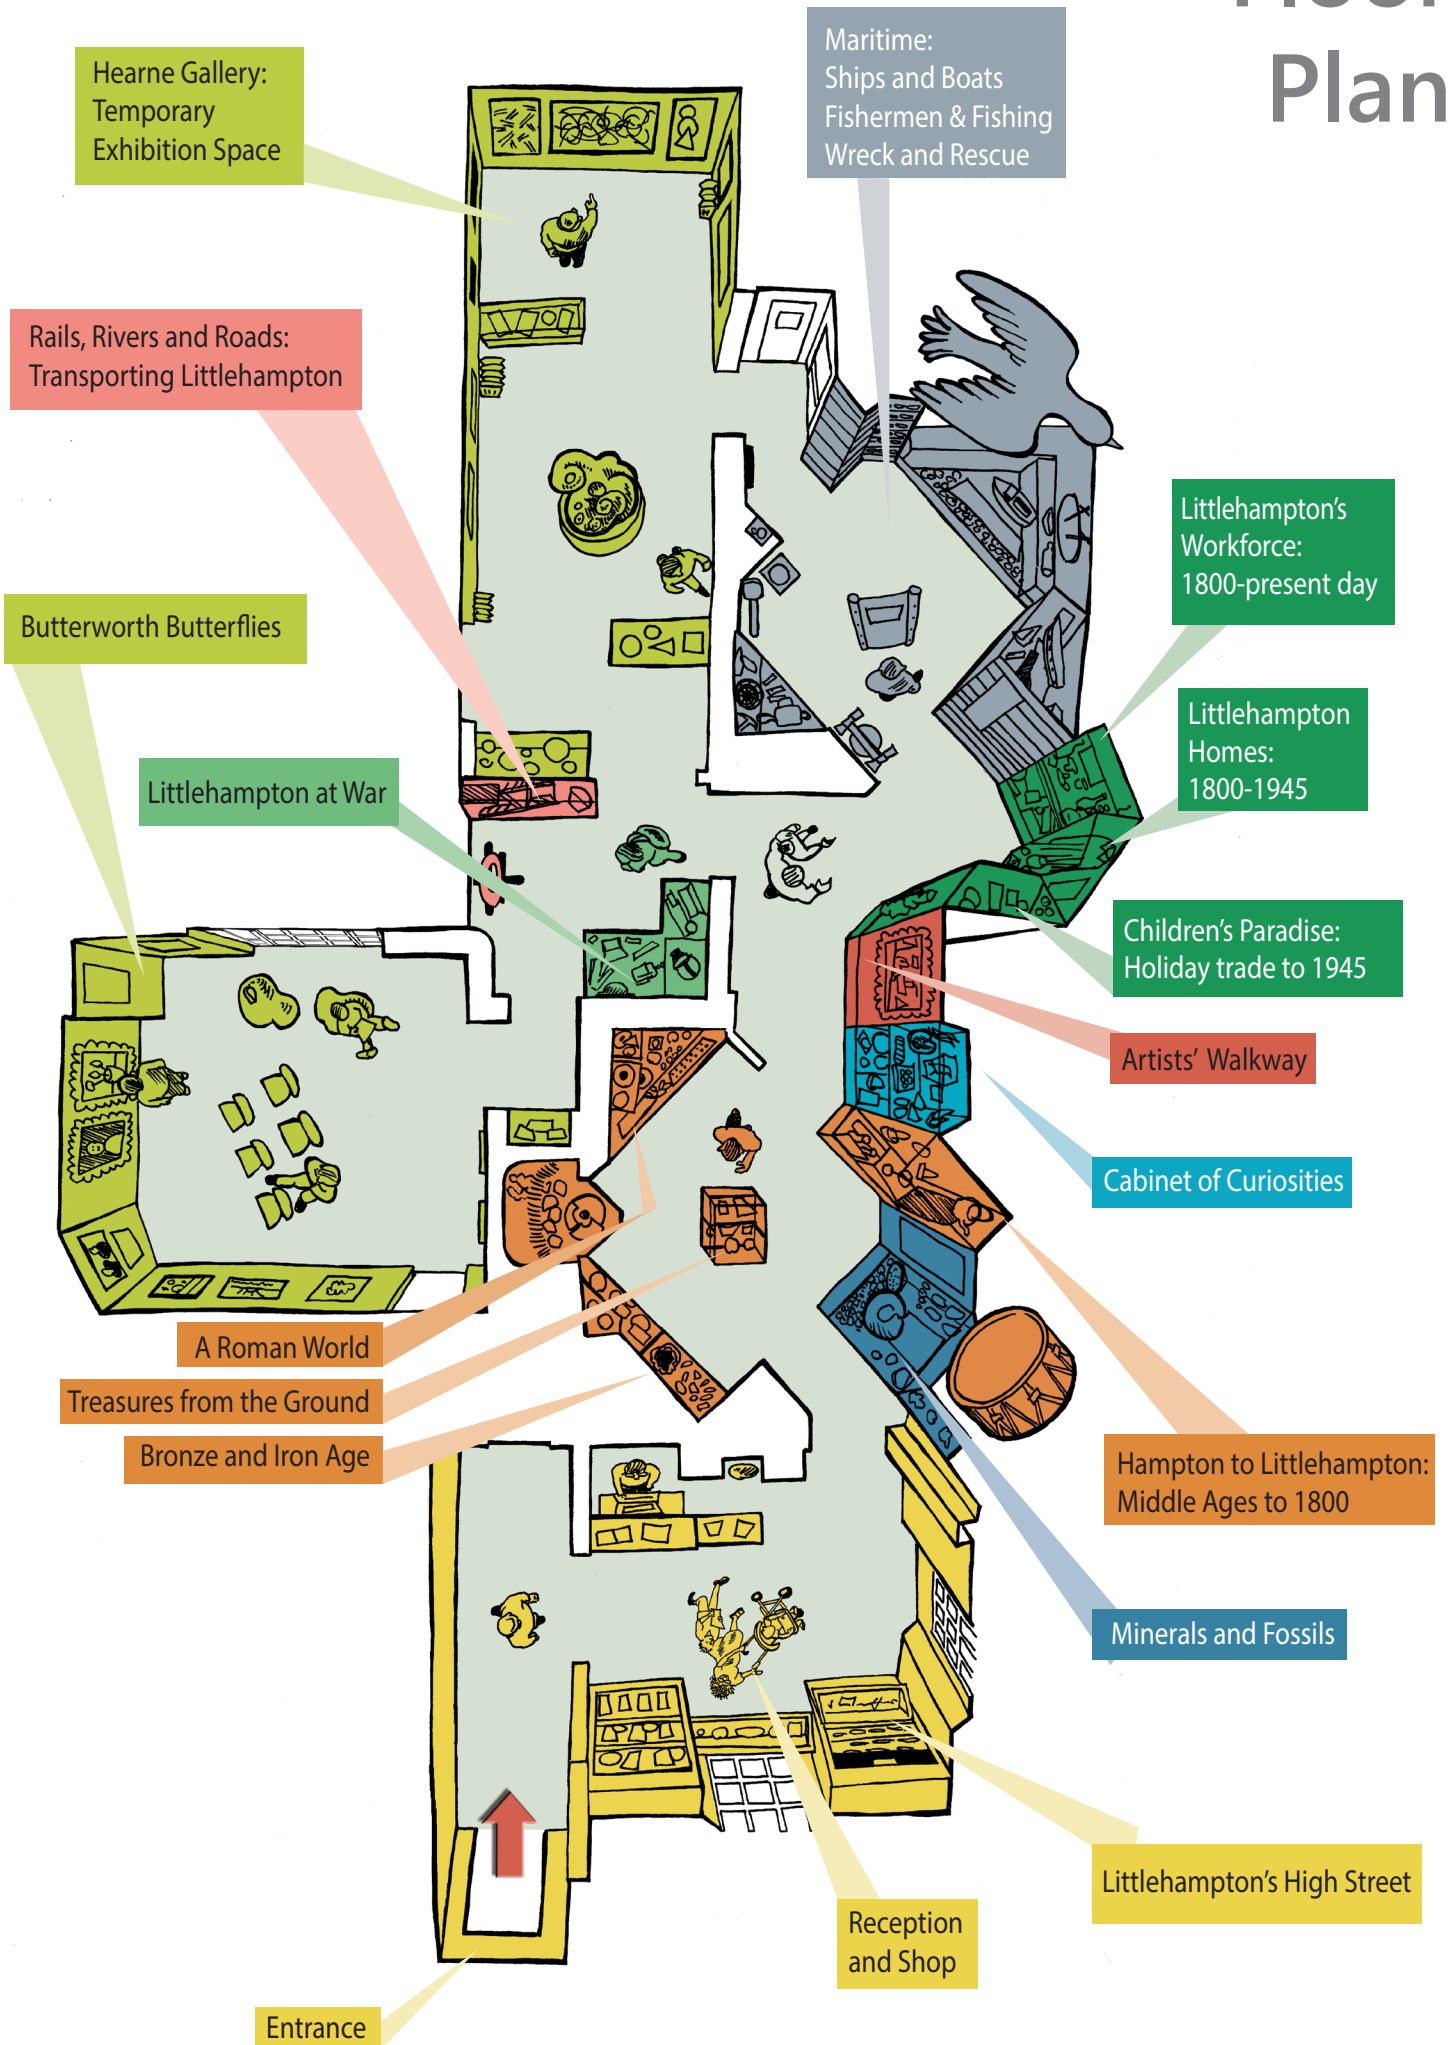 Floor
Plan
Hearne Gallery:
Temporary
Exhibition Space
Maritime:
Ships and Boats
Fishermen & Fishing
Wreck and Rescue
Rails, Rivers and Roads:
Transporting Littlehampton
Littlehampton's
Workforce:
1800-present day
Butterworth Butterflies
Littlehampton
Homes:
1800-1945
Littlehampton at War
Children's Paradise:
Holiday trade to 1945
Artists' Walkway
Cabinet of Curiosities
A Roman World
Treasures from the Ground
Bronze and Iron Age
Hampton to Littlehampton:
Middle Ages to 1800
Minerals and Fossils
Littlehampton's High Street
Reception
and Shop
Entrance